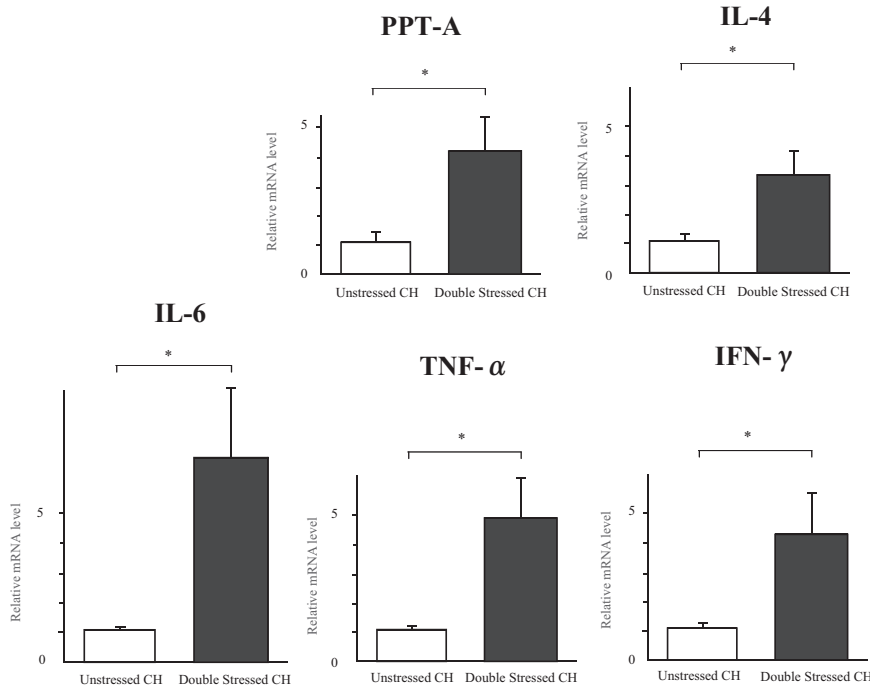 PPT-A
*
Relative mRNA level
5
0
Unstressed CH Double Stressed CH
IL-4
*
Relative mRNA level
5
0
Unstressed CH Double Stressed CH
IL-6
*
Relative mRNA level
5
0
Unstressed CH Double Stressed CH
TNF- α
*
Relative mRNA level
5
0
Unstressed CH Double Stressed CH
IFN- γ
*
Relative mRNA level
5
0
Unstressed CH Double Stressed CH